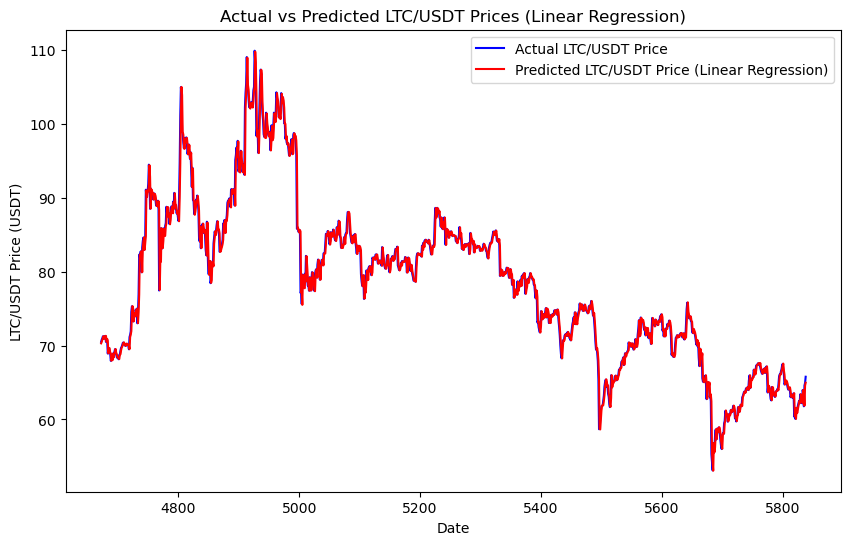 Actual vs Predicted LTC/USDT Prices (Linear Regression)
Actual LTC/USDT Price
Predicted LTC/USDT Price (Linear Regression)
LTC/USDT Price (USDT)
110
100
90
80
70
60
4800
5000
5200
5400
5600
5800
Date